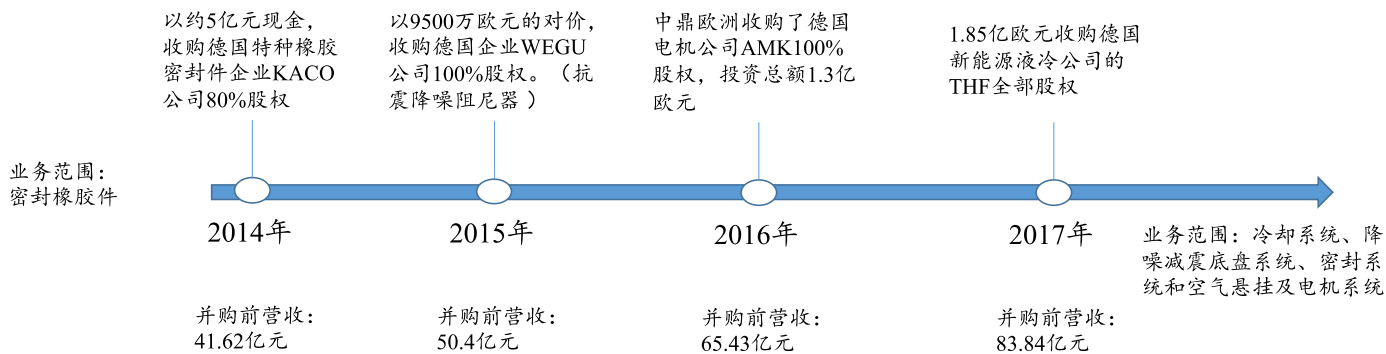 以约5亿元现金，
收购德国特种橡胶
密封件企业KACO
公司80%股权
以9500万欧元的对价，
收购德国企业WEGU
公司100%股权。（抗
震降噪阻尼器 ）
中鼎欧洲收购了德国
电机公司AMK100%
股权，投资总额1.3亿
欧元
1.85亿欧元收购德国
新能源液冷公司的
THF全部股权
业务范围：
密封橡胶件
2014年
2015年
2016年
2017年
业务范围：冷却系统、降
噪减震底盘系统、密封系
统和空气悬挂及电机系统
并购前营收：
41.62亿元
并购前营收：
50.4亿元
并购前营收：
65.43亿元
并购前营收：
83.84亿元